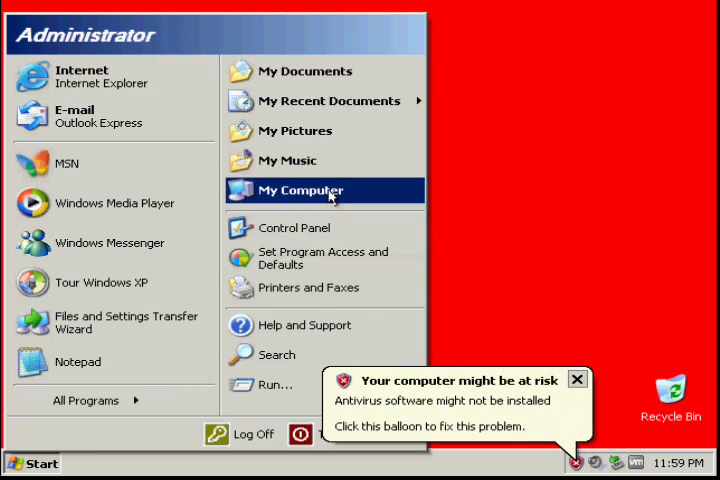 Administrator
Internet
Internet Explorer
E-mail
Outlook Express
MSN
Windows Media Player
Windows Messenger
Tour Windows XP
Files and Settings Transfer
Wizard
Notepad
All Programs
My Documents
My Recent Documents
My Pictures
My Music
My Computer
Control Panel
Set Program Access and
Defaults
Printers and Faxes
Help and Support
Search
Run...
Log Off
Your computer might be at risk
Antivirus software might not be installed
Click this balloon to fix this problem.
Recycle Bin
Start
11:59 PM